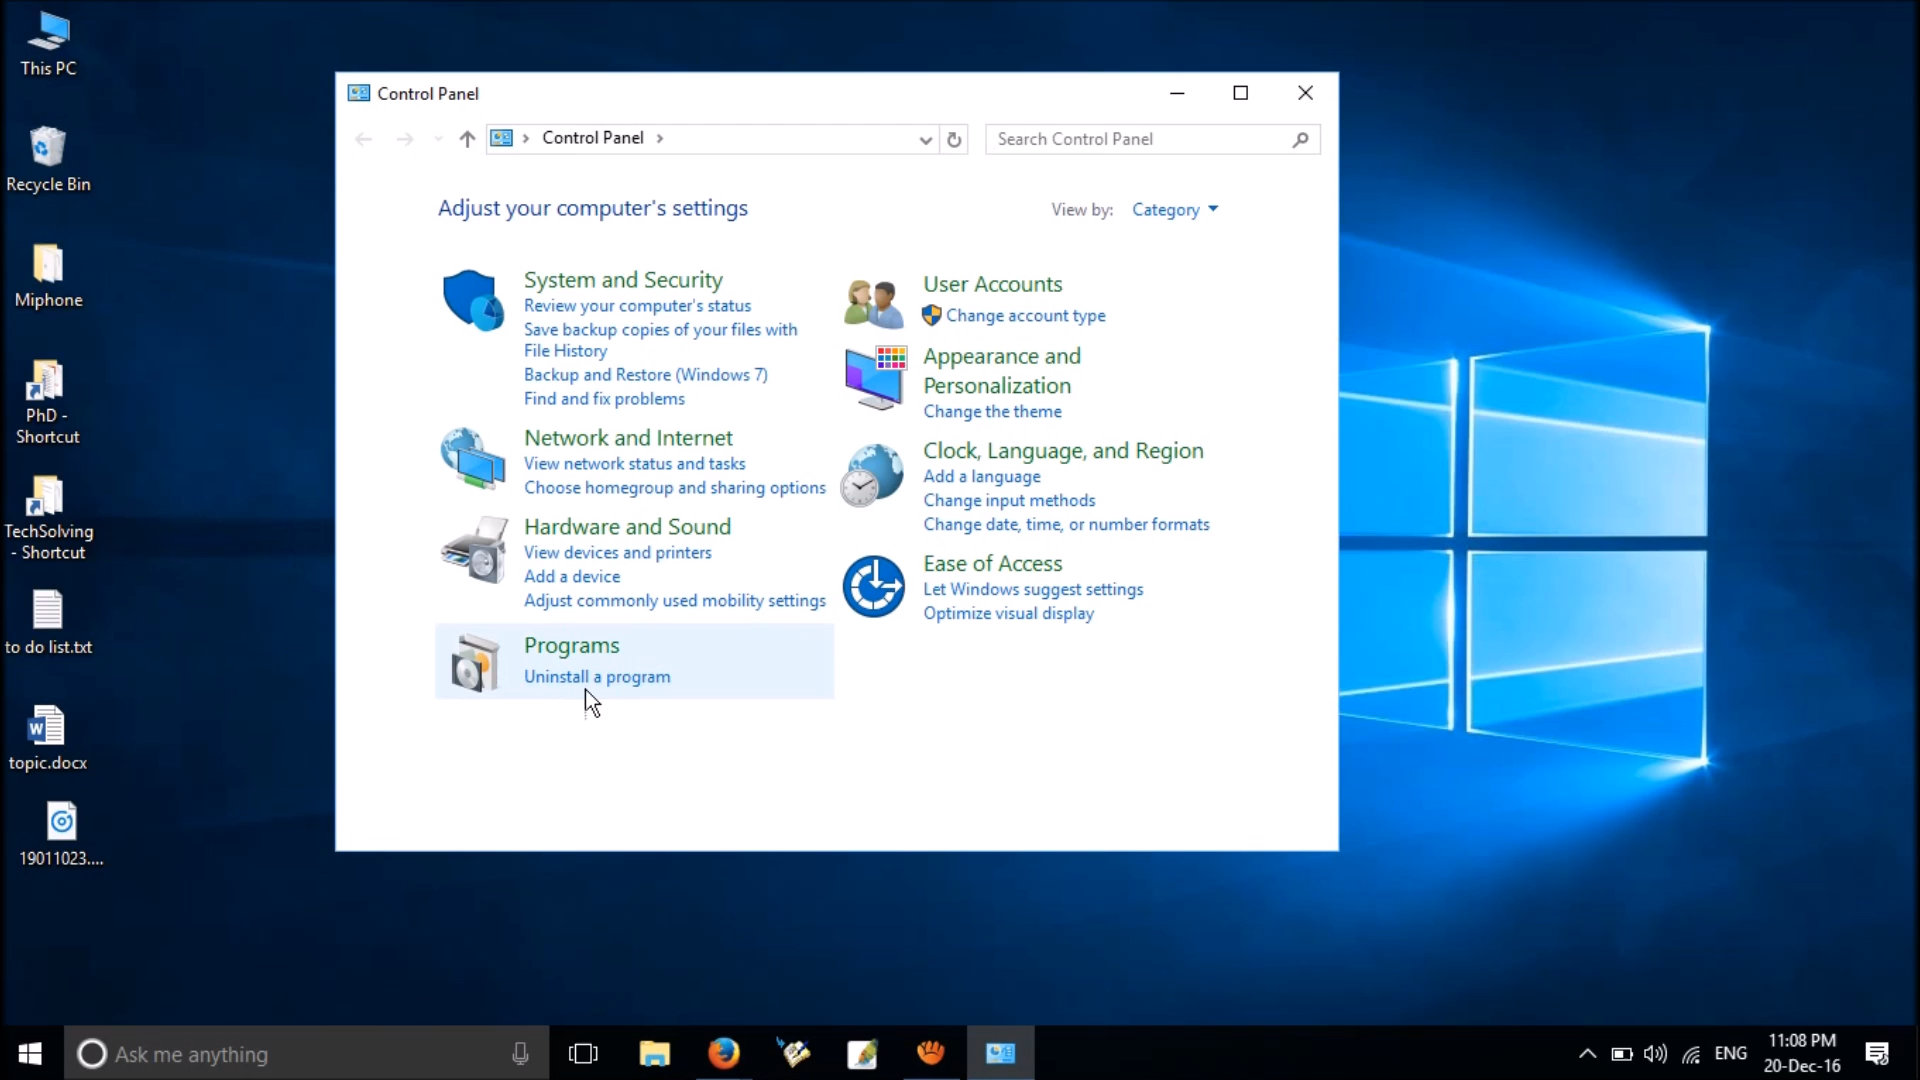 This PC
Recycle Bin
Miphone
PhD -
Shortcut
TechSolving
- Shortcut
to do list.txt
topic.docx
19011023....
Control Panel
Control Panel
Search Control Panel
Adjust your computer's settings
View by: Category
System and Security
Review your computer's status
Save backup copies of your files with
File History
Backup and Restore (Windows 7)
Find and fix problems
Network and Internet
View network status and tasks
Choose homegroup and sharing options
Hardware and Sound
View devices and printers
Add a device
Adjust commonly used mobility settings
Programs
Uninstall a program
User Accounts
Change account type
Appearance and
Personalization
Change the theme
Clock, Language, and Region
Add a language
Change input methods
Change date, time, or number formats
Ease of Access
Let Windows suggest settings
Optimize visual display
Ask me anything
ENG
11:08 PM
20-Dec-16